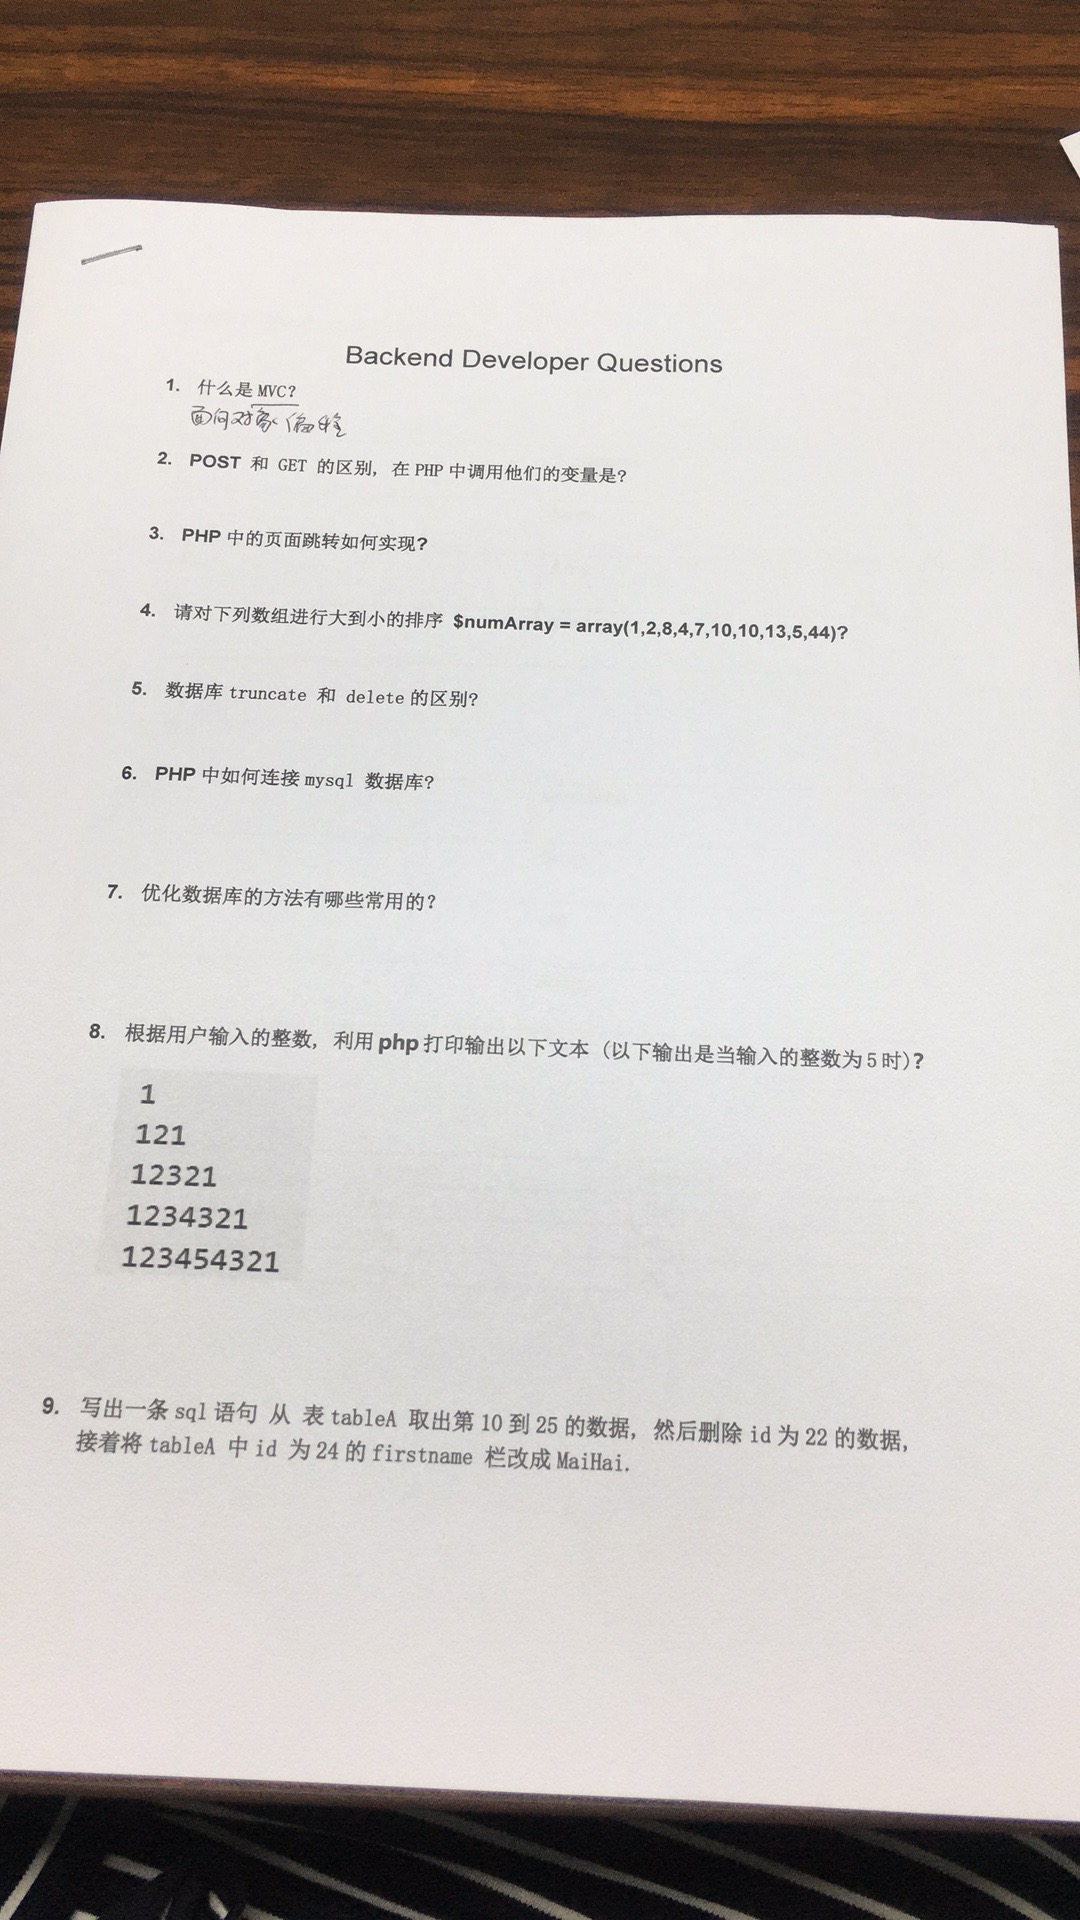 Backend Developer Questions
1. 什么是 MVC?
面向对象编程
2. POST 和 GET 的区别, 在 PHP 中调用他们的变量是?
3. PHP 中的页面跳转如何实现?
4. 请对下列数组进行大到小的排序 $numArray = array(1,2,8,4,7,10,10,13,5,44)?
5. 数据库 truncate 和 delete 的区别?
6. PHP 中如何连接 mysql 数据库?
7. 优化数据库的方法有哪些常用的?
8. 根据用户输入的整数, 利用 php 打印输出以下文本 (以下输出是当输入的整数为 5 时)?
1
121
12321
1234321
123454321
9. 写出一条 sql 语句 从 表 tableA 取出第 10 到 25 的数据, 然后删除 id 为 22 的数据,
接着将 tableA 中 id 为 24 的 firstname 栏改成 MaiHai.